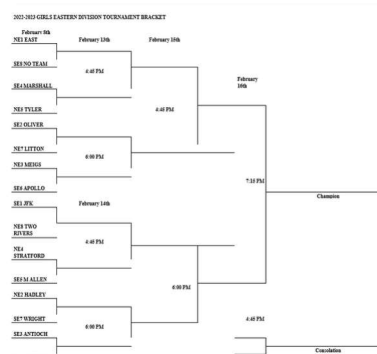 2022-2023 GIRLS EASTERN DIVISION TOURNAMENT BRACKET
February 8th
NE1 EAST
February 13th
February 15th
SE8 NO TEAM
4:45 PM
February
16th
SE4 MARSHALL
4:45 PM
NE5 TYLER
SE2 OLIVER
NE7 LITTON
6:00 PM
NE3 MEIGS
7:15 PM
SE6 APOLLO
Champion
SE1 JFK
February 14th
NE8 TWO
RIVERS
4:45 PM
NE4
STRATFORD
SE5 M ALLEN
6:00 PM
NE2 HADLEY
SE7 WRIGHT
4:45 PM
6:00 PM
SE3 ANTIOCH
Consolation